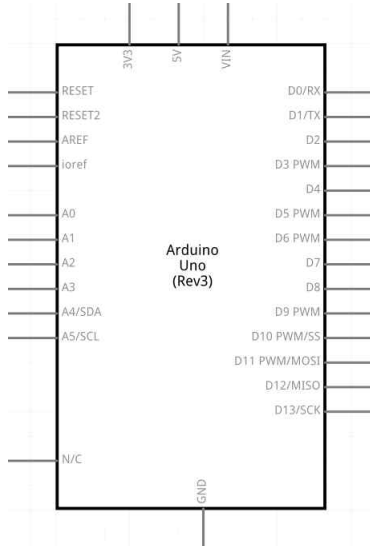 3V3
5V
VIN
RESET
RESET2
AREF
ioref
A0
A1
A2
A3
A4/SDA
A5/SCL
N/C
Arduino
Uno
(Rev3)
D0/RX
D1/TX
D2
D3 PWM
D4
D5 PWM
D6 PWM
D7
D8
D9 PWM
D10 PWM/SS
D11 PWM/MOSI
D12/MISO
D13/SCK
GND